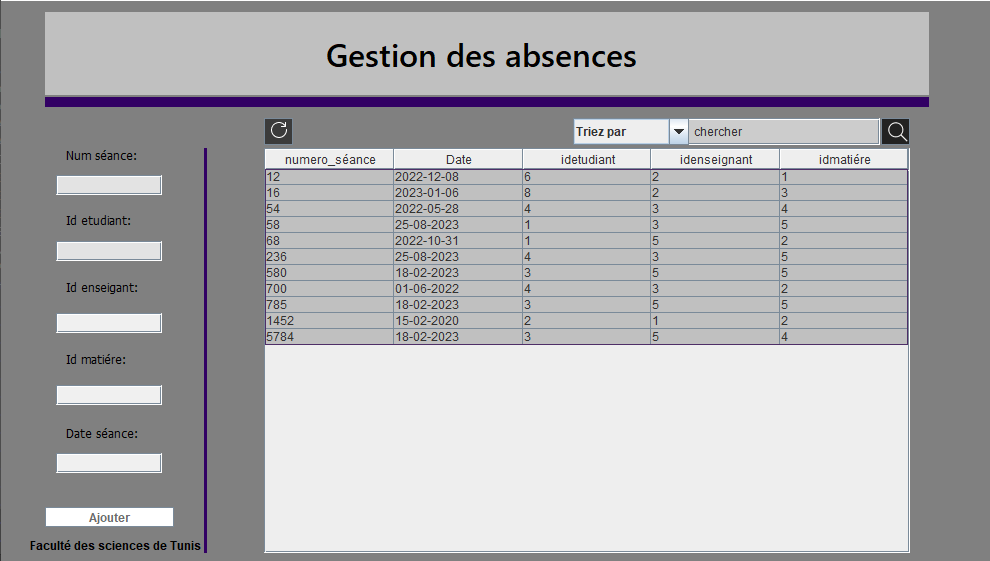 Gestion des absences
Triez par chercher
Num séance:
Id etudiant:
Id enseigant:
Id matiére:
Date séance:
Ajouter
Faculté des sciences de Tunis
numero_séance Date idetudiant idenseignant idmatiére
12 2022-12-08 6 2 1
16 2023-01-06 8 2 3
54 2022-05-28 4 3 4
58 25-08-2023 1 3 5
68 2022-10-31 1 5 2
236 25-08-2023 4 3 5
580 18-02-2023 3 5 5
700 01-06-2022 4 3 2
785 18-02-2023 3 5 5
1452 15-02-2020 2 1 2
5784 18-02-2023 3 5 4